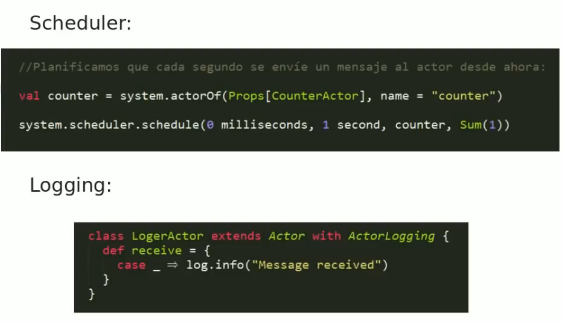 Scheduler:
//Planificamos que cada segundo se envíe un mensaje al actor desde ahora:
val counter = system.actorOf(Props[CounterActor], name = "counter")
system.scheduler.schedule(0 milliseconds, 1 second, counter, Sum(1))
Logging:
class LogerActor extends Actor with ActorLogging {
def receive = {
case _ ⇒ log.info("Message received")
}
}